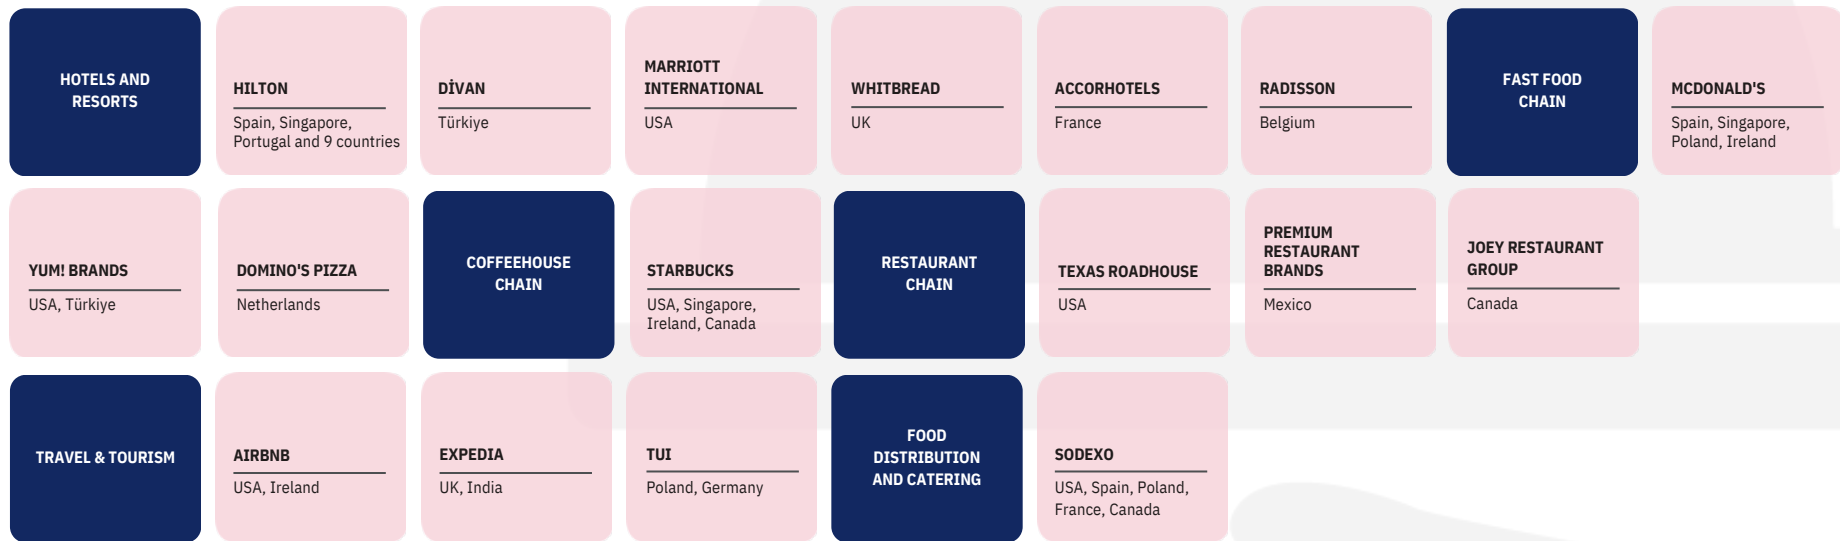 HOTELS AND
RESORTS
HILTON
Spain, Singapore,
Portugal and 9 countries
DİVAN
Türkiye
MARRIOTT
INTERNATIONAL
USA
WHITBREAD
UK
ACCORHOTELS
France
RADISSON
Belgium
FAST FOOD
CHAIN
MCDONALD'S
Spain, Singapore,
Poland, Ireland
YUM! BRANDS
USA, Türkiye
DOMINO'S PIZZA
Netherlands
COFFEEHOUSE
CHAIN
STARBUCKS
USA, Singapore,
Ireland, Canada
RESTAURANT
CHAIN
TEXAS ROADHOUSE
USA
PREMIUM
RESTAURANT
BRANDS
Mexico
JOEY RESTAURANT
GROUP
Canada
TRAVEL & TOURISM
AIRBNB
USA, Ireland
EXPEDIA
UK, India
TUI
Poland, Germany
FOOD
DISTRIBUTION
AND CATERING
SODEXO
USA, Spain, Poland,
France, Canada